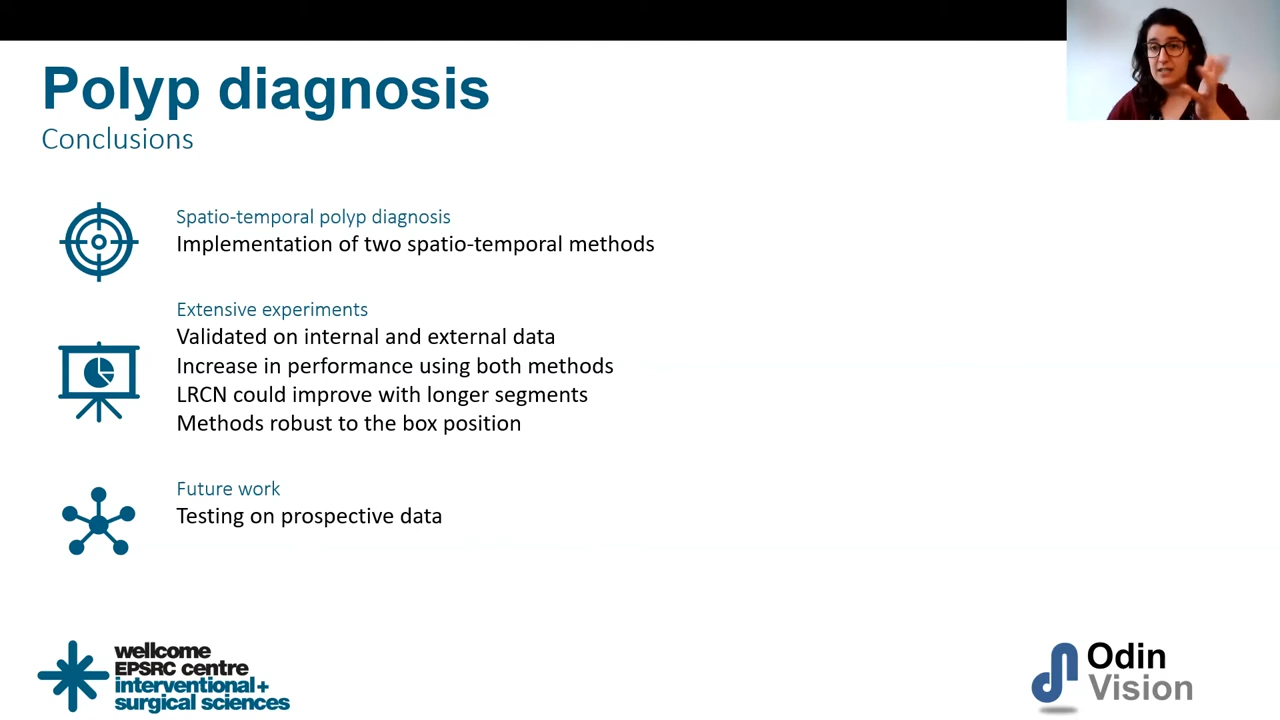 Polyp diagnosis
Conclusions
Spatio-temporal polyp diagnosis
Implementation of two spatio-temporal methods
Extensive experiments
Validated on internal and external data
Increase in performance using both methods
LRCN could improve with longer segments
Methods robust to the box position
Future work
Testing on prospective data
wellcome
EPSRC centre
interventional+
surgical sciences
Odin
Vision